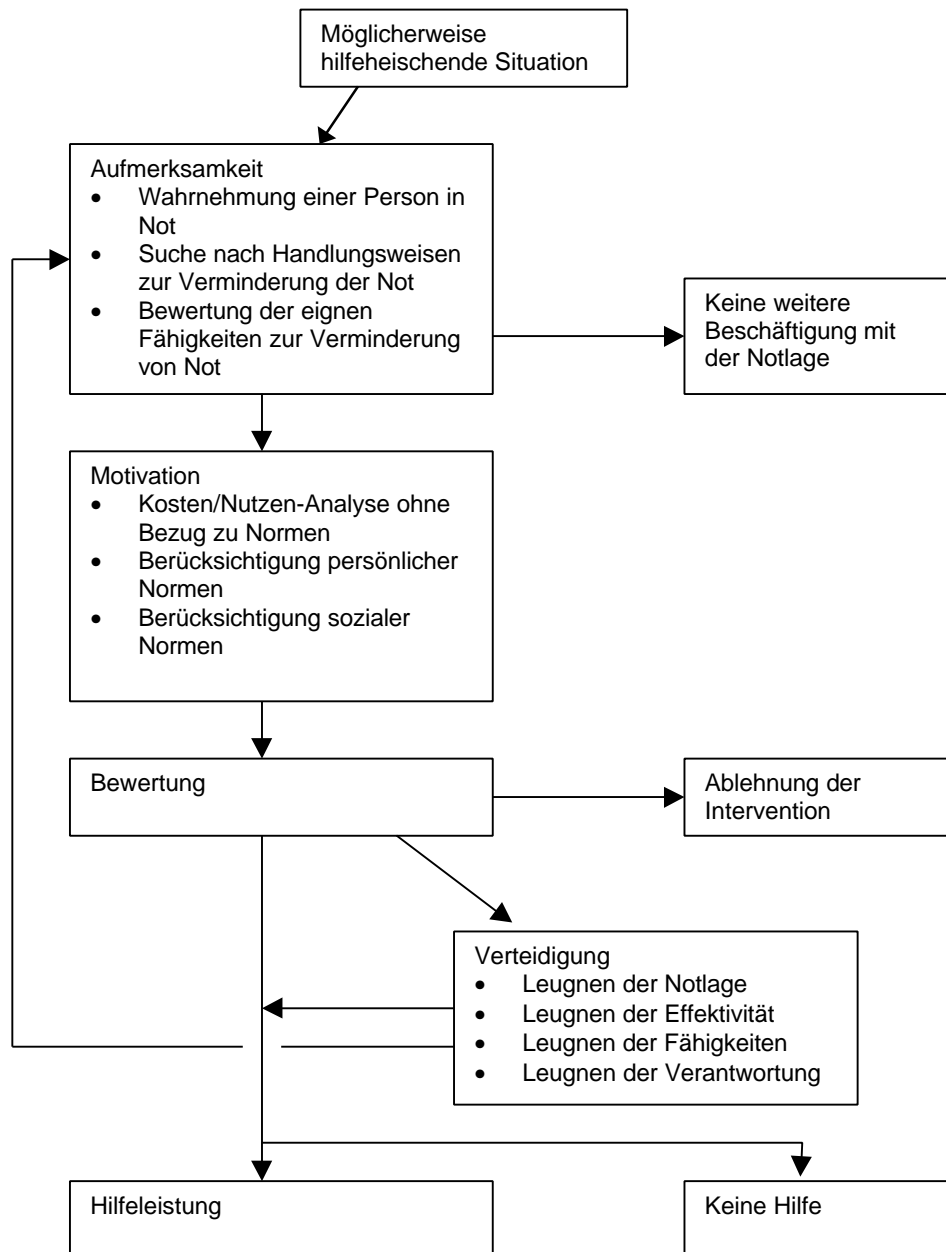 Möglicherweise
hilfeheischende Situation
Aufmerksamkeit
• Wahrnehmung einer Person in
Not
• Suche nach Handlungsweisen
zur Verminderung der Not
• Bewertung der eignen
Fähigkeiten zur Verminderung
von Not
Keine weitere
Beschäftigung mit
der Notlage
Motivation
• Kosten/Nutzen-Analyse ohne
Bezug zu Normen
• Berücksichtigung persönlicher
Normen
• Berücksichtigung sozialer
Normen
Bewertung
Ablehnung der
Intervention
Verteidigung
• Leugnen der Notlage
• Leugnen der Effektivität
• Leugnen der Fähigkeiten
• Leugnen der Verantwortung
Hilfeleistung
Keine Hilfe